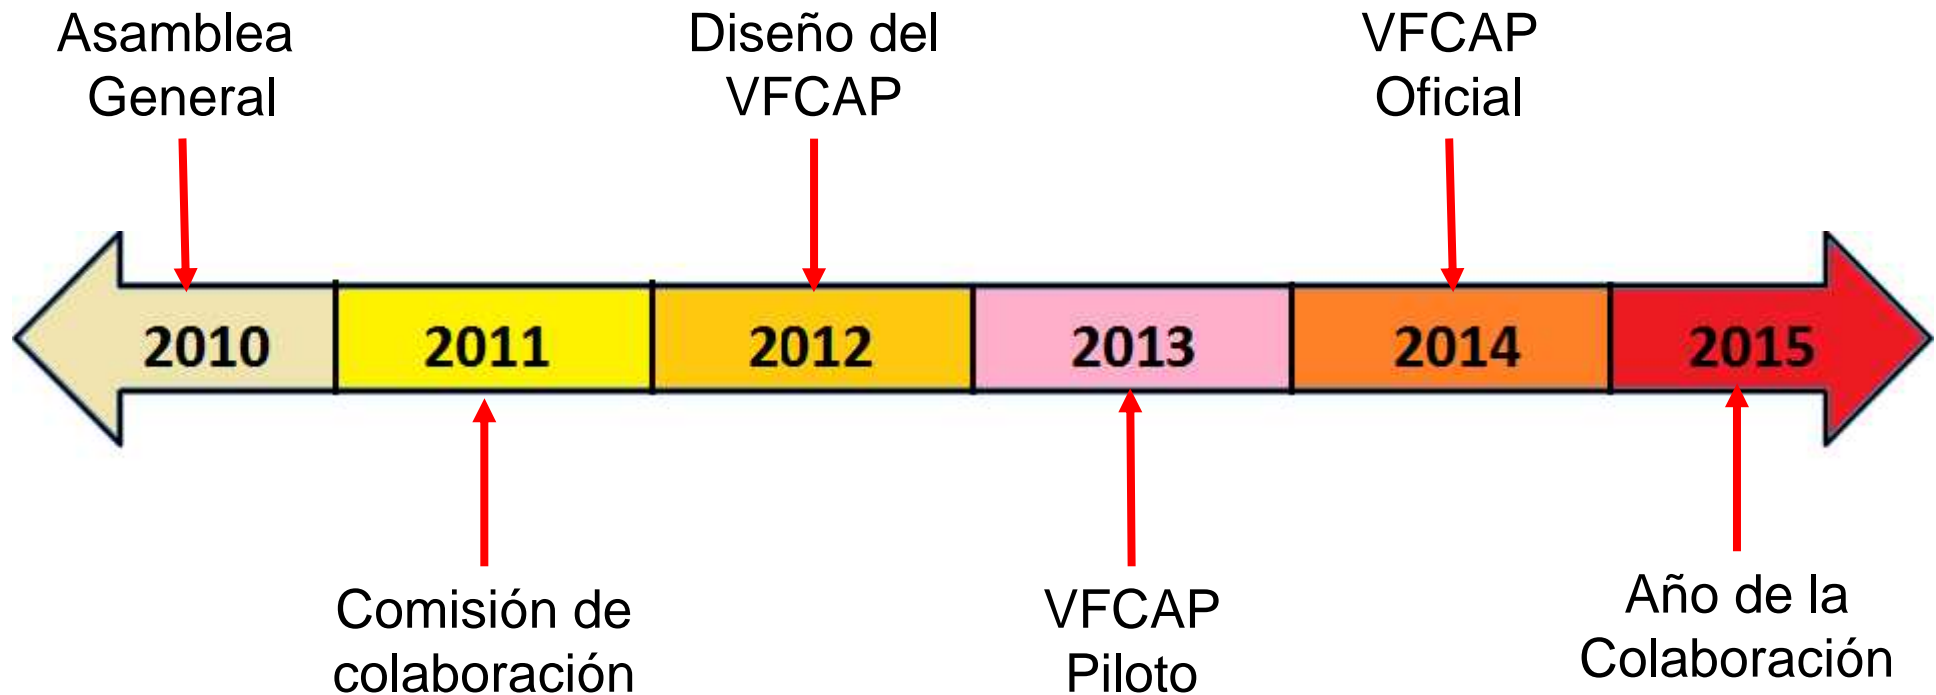 Asamblea
General
Diseño del
VFCAP
VFCAP
Oficial
2010
2011
2012
2013
2014
2015
Comisión de
colaboración
VFCAP
Piloto
Año de la
Colaboración